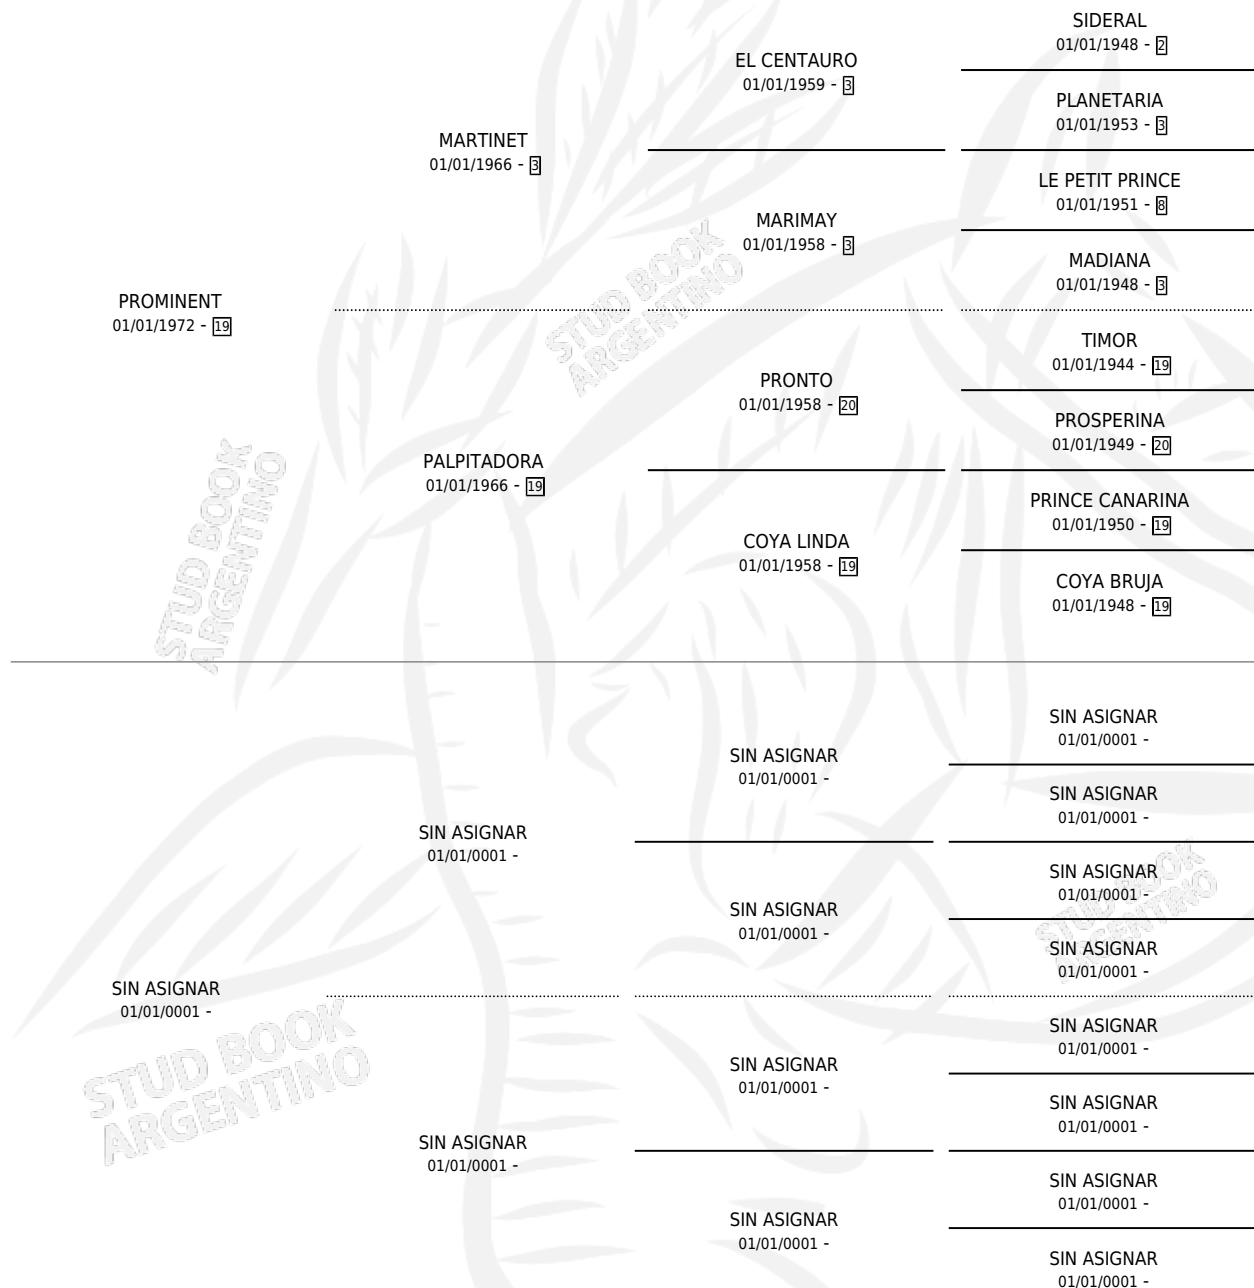 SIDERAL
01/01/1948 - 2
EL CENTAURO
01/01/1959 - 3
PLANETARIA
01/01/1953 - 3
MARTINET
01/01/1966 - 3
LE PETIT PRINCE
01/01/1951 - 8
MARIMAY
01/01/1958 - 3
MADIANA
01/01/1948 - 3
PROMINENT
01/01/1972 - 19
TIMOR
01/01/1944 - 19
PRONTO
01/01/1958 - 20
PROSPERINA
01/01/1949 - 20
PALPITADORA
01/01/1966 - 19
PRINCE CANARINA
01/01/1950 - 19
COYA LINDA
01/01/1958 - 19
COYA BRUJA
01/01/1948 - 19
STUD BOOK
ARGENTINO
STUD BOOK
ARGENTINO
SIN ASIGNAR
01/01/0001 -
SIN ASIGNAR
01/01/0001 -
SIN ASIGNAR
01/01/0001 -
SIN ASIGNAR
01/01/0001 -
SIN ASIGNAR
01/01/0001 -
SIN ASIGNAR
01/01/0001 -
SIN ASIGNAR
01/01/0001 -
SIN ASIGNAR
01/01/0001 -
SIN ASIGNAR
01/01/0001 -
SIN ASIGNAR
01/01/0001 -
SIN ASIGNAR
01/01/0001 -
SIN ASIGNAR
01/01/0001 -
SIN ASIGNAR
01/01/0001 -
SIN ASIGNAR
01/01/0001 -
SIN ASIGNAR
01/01/0001 -
STUD BOOK
ARGENTINO
STUD BOOK
ARGENTINO